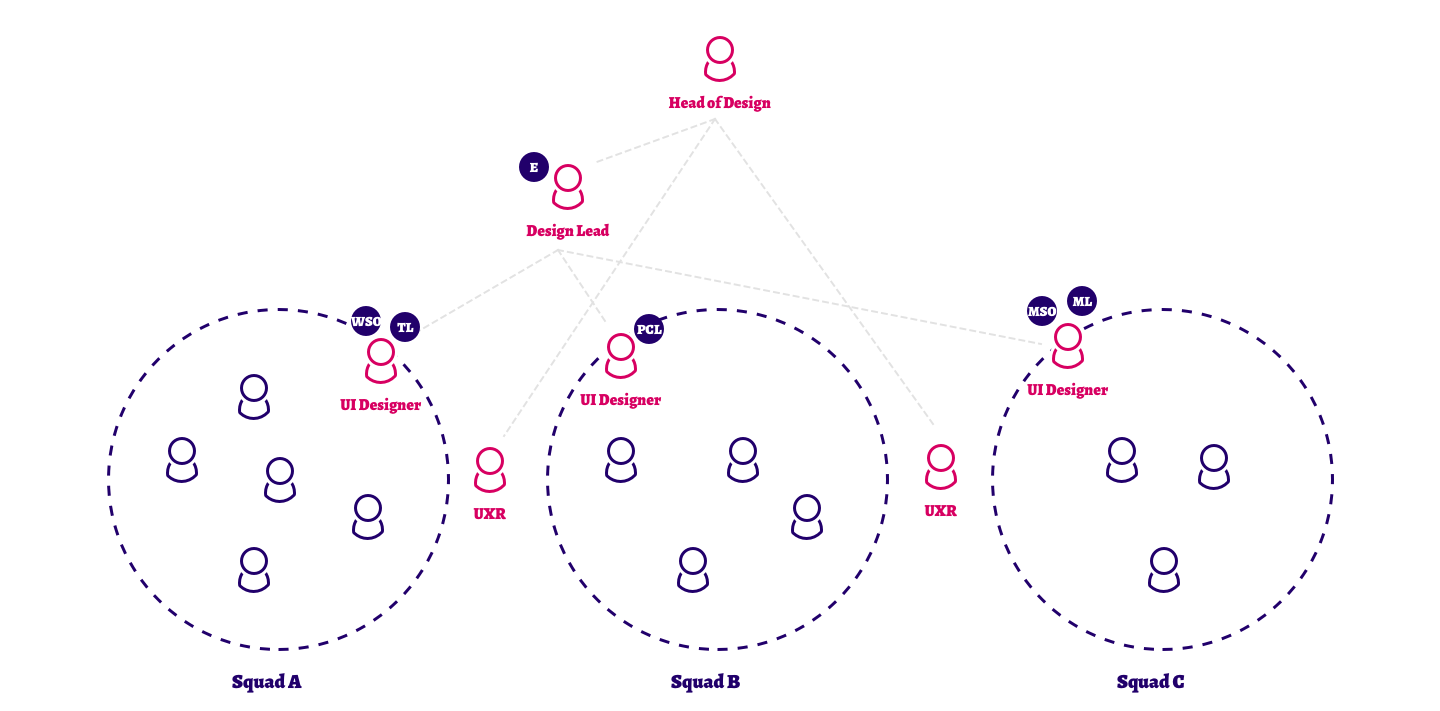 Head of Design
E
Design Lead
WSO
TL
UI Designer
PCL
UI Designer
MSO
ML
UI Designer
UXR
UXR
Squad A
Squad B
Squad C